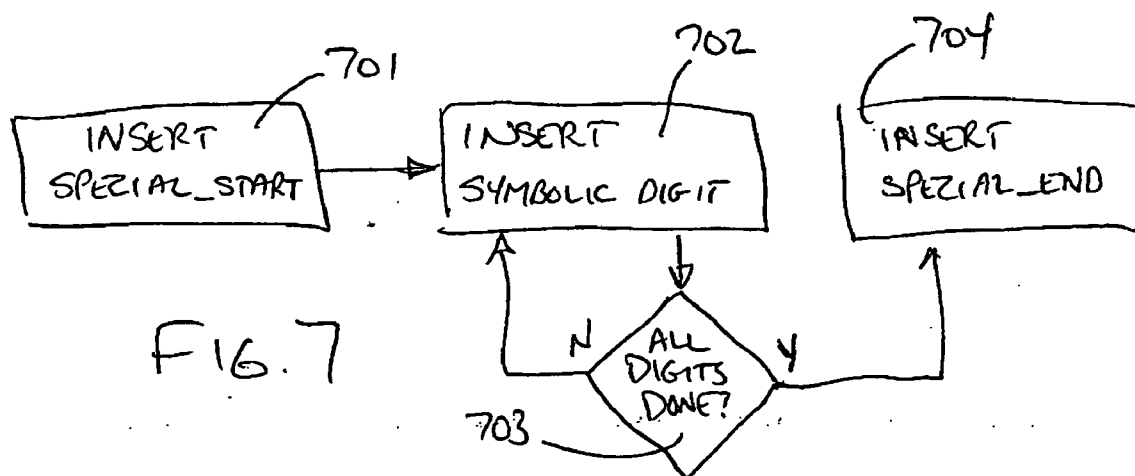 701
INSERT
SPEZIAL_START
702
INSERT
SYMBOLIC DIGIT
704
INSERT
SPEZIAL_END
N
ALL
DIGITS
DONE?
Y
703
FIG. 7